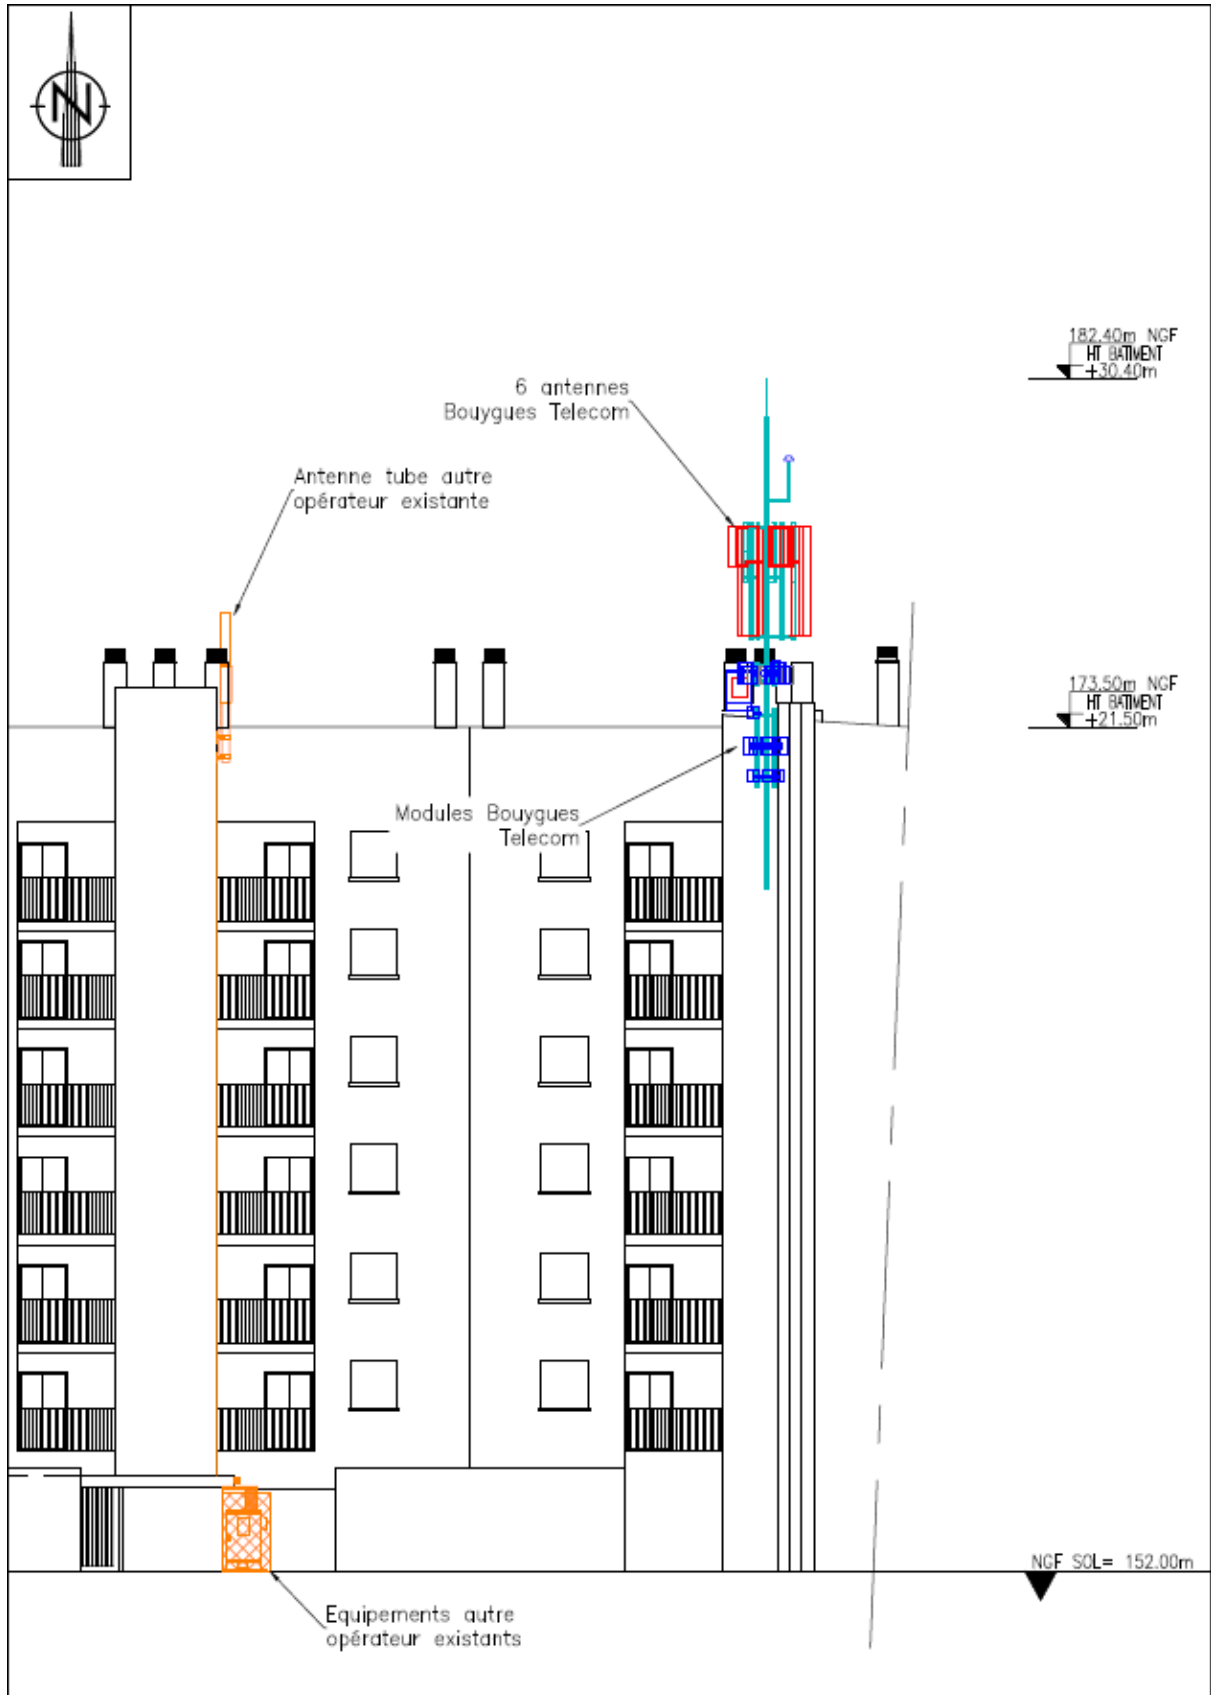 N
182.40m NGF
HT BATIMENT
+30.40m
6 antennes
Bouygues Telecom
Antenne tube autre
opérateur existante
173.50m NGF
HT BATIMENT
+21.50m
Modules Bouygues
Telecom
NGF SOL= 152.00m
Equipements autre
opérateur existants